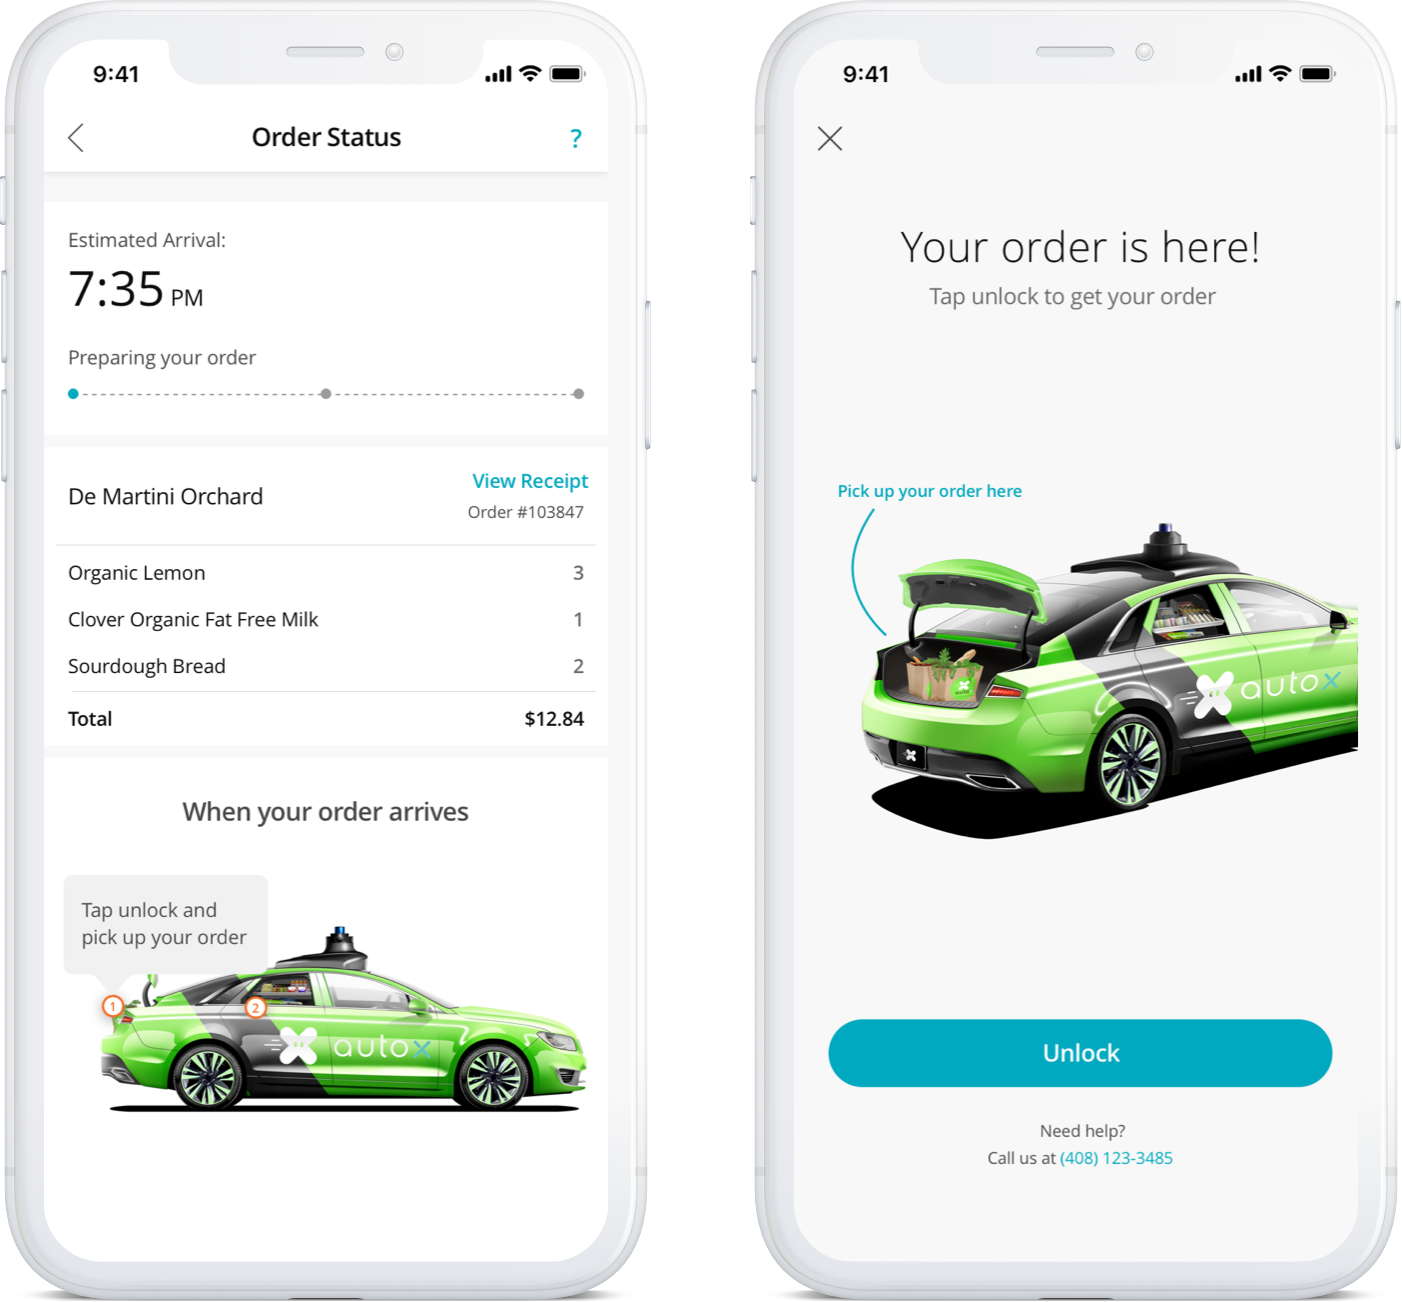 9:41
Order Status
?
Estimated Arrival:
7:35 PM
Preparing your order
De Martini Orchard
View Receipt
Order #103847
Organic Lemon 3
Clover Organic Fat Free Milk 1
Sourdough Bread 2
Total $12.84
When your order arrives
Tap unlock and
pick up your order
1
2
autox
9:41
Your order is here!
Tap unlock to get your order
Pick up your order here
auto
autox
Unlock
Need help?
Call us at (408) 123-3485